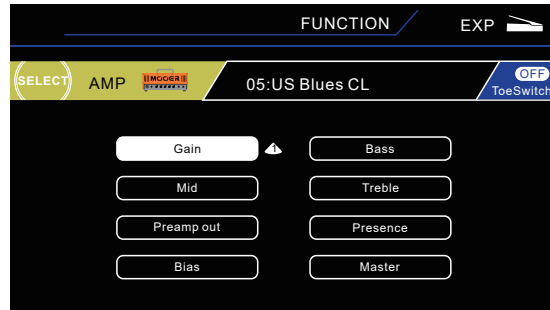 FUNCTION EXP
SELECT AMP MOOER 05:US Blues CL OFF
ToeSwitch
Gain 1 Bass
Mid Treble
Preamp out Presence
Bias Master